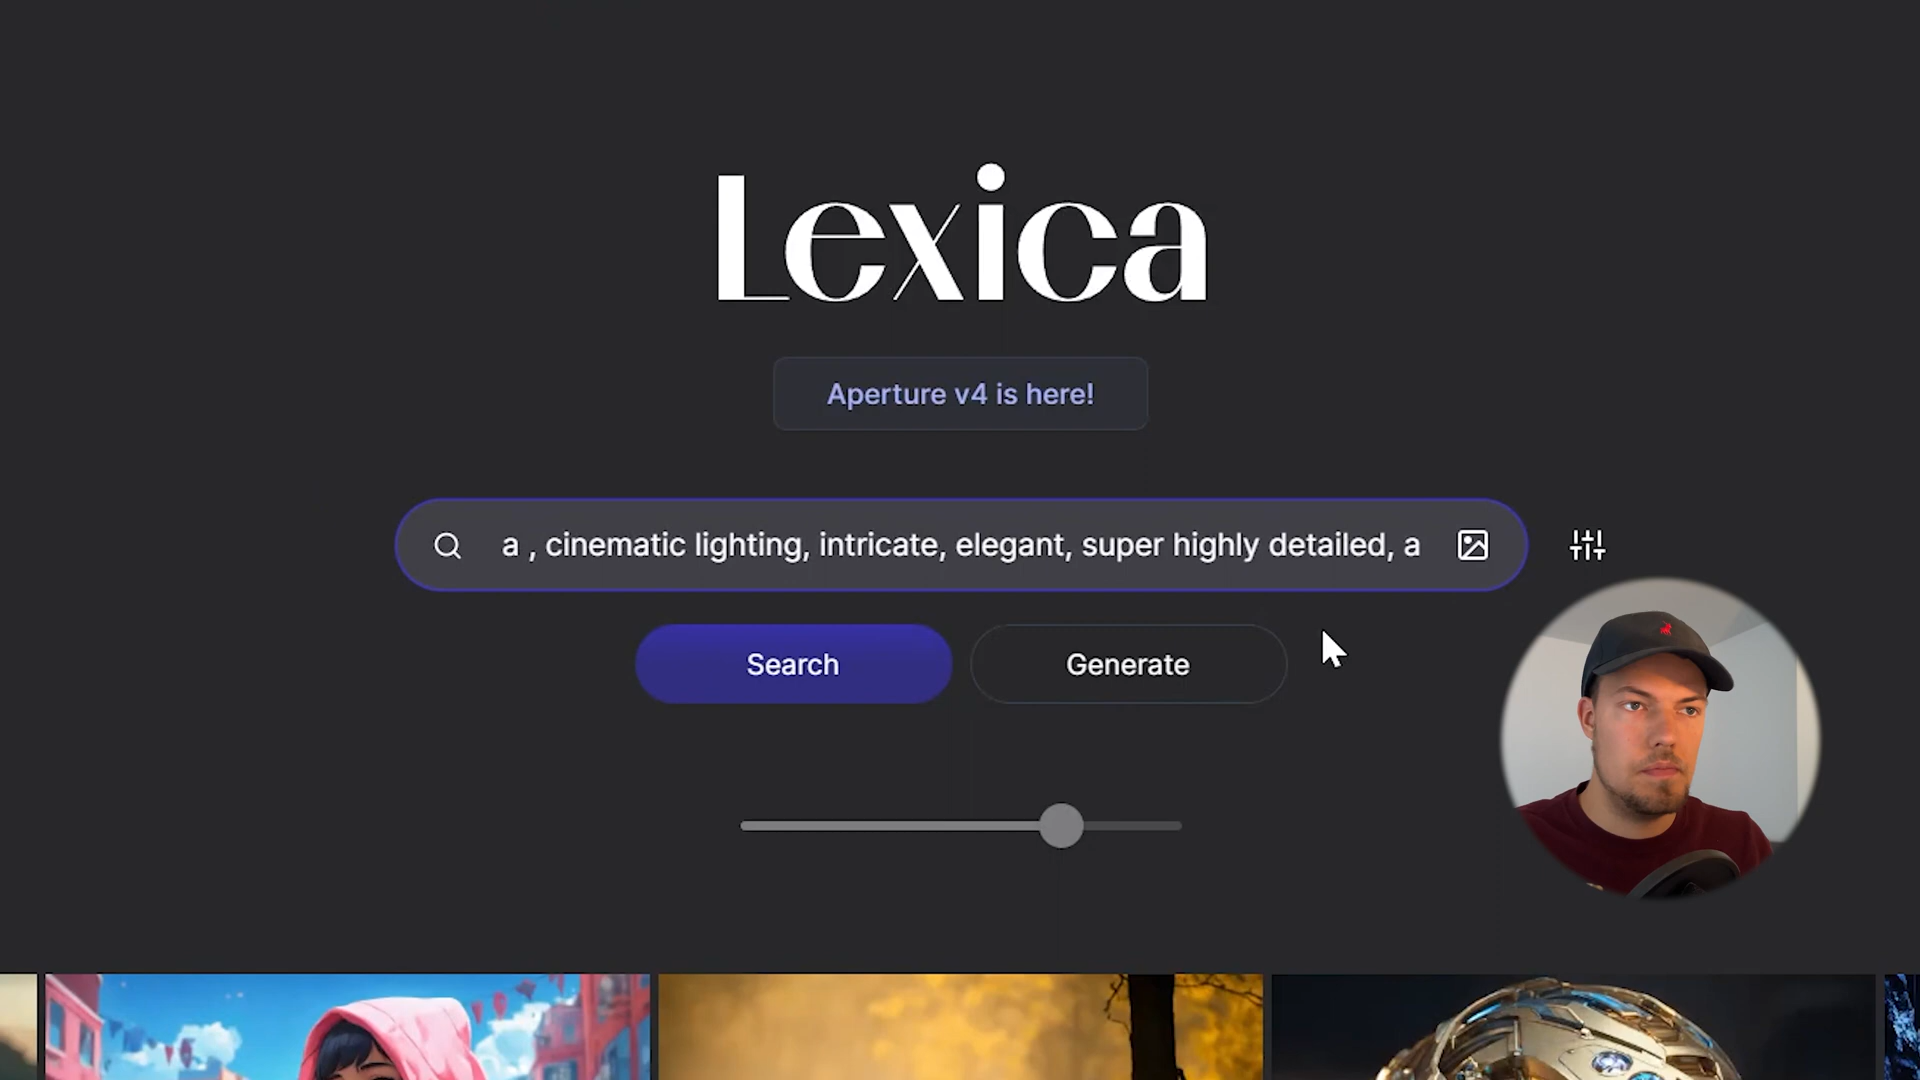 Lexica
Aperture v4 is here!
a , cinematic lighting, intricate, elegant, super highly detailed, a
Search
Generate